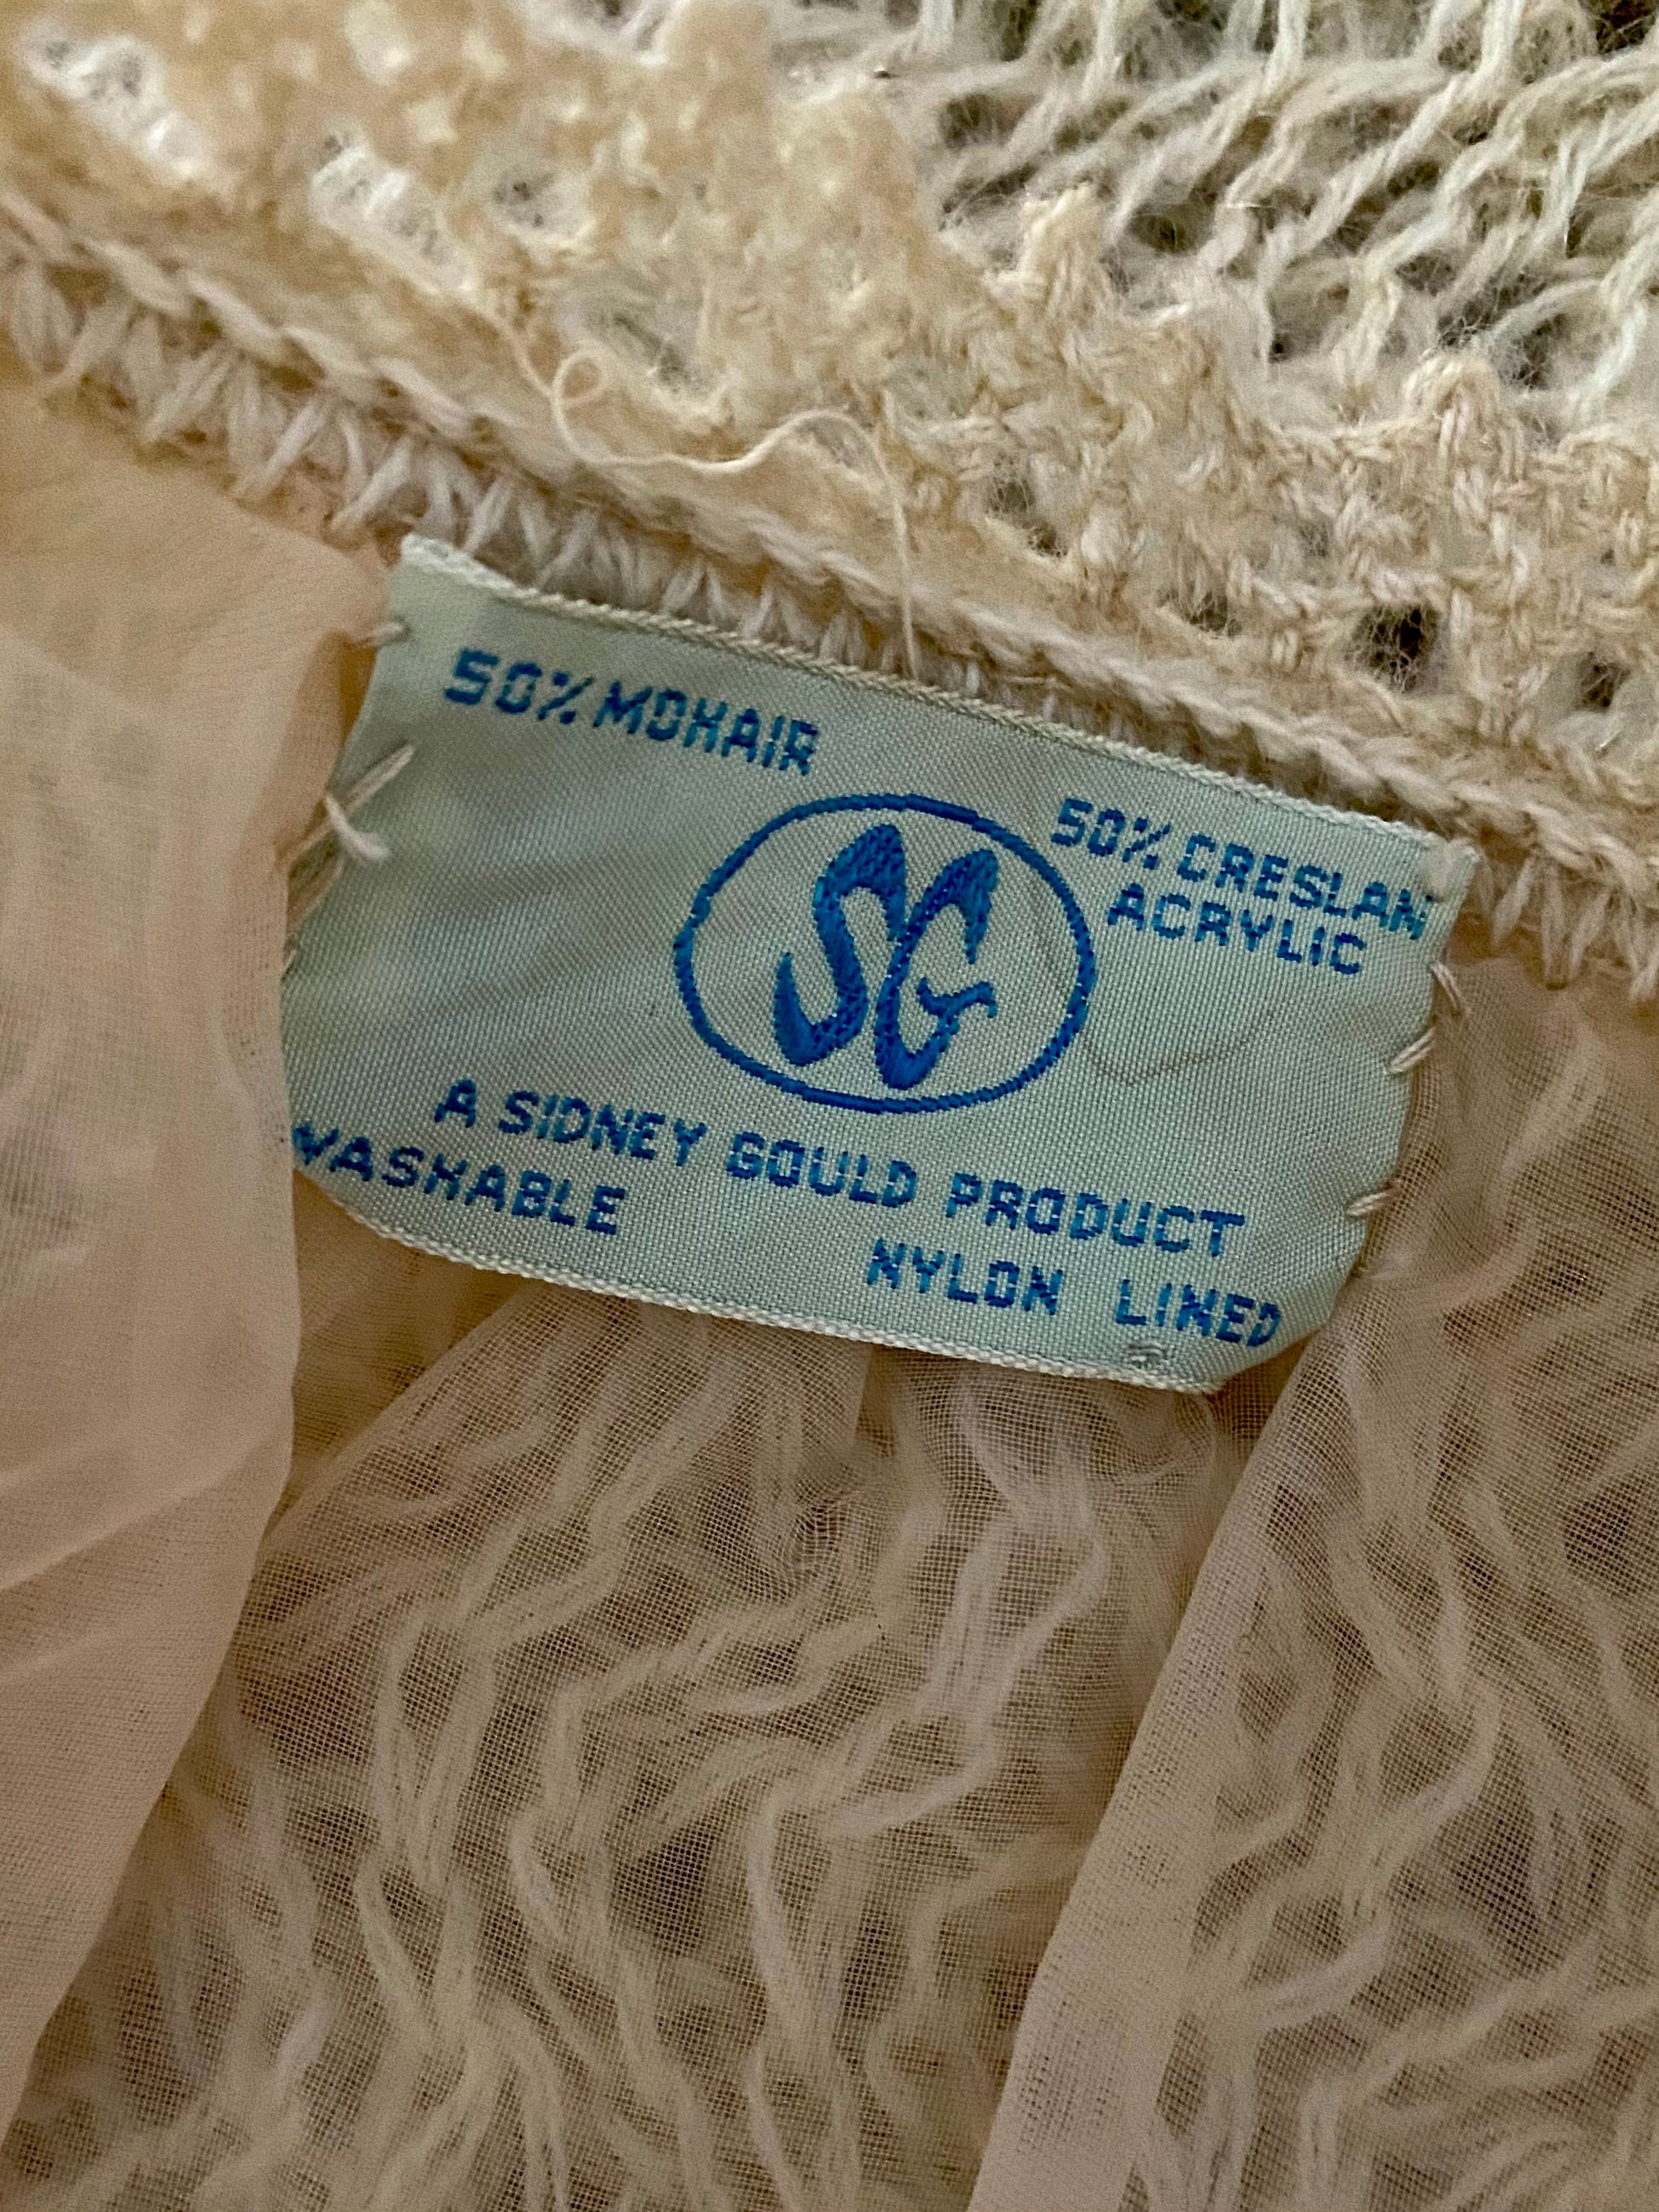 50% MOHAIR
50% CRESLAN
ACRYLIC
SG
A SIDNEY GOULD PRODUCT
WASHABLE
NYLON LINED